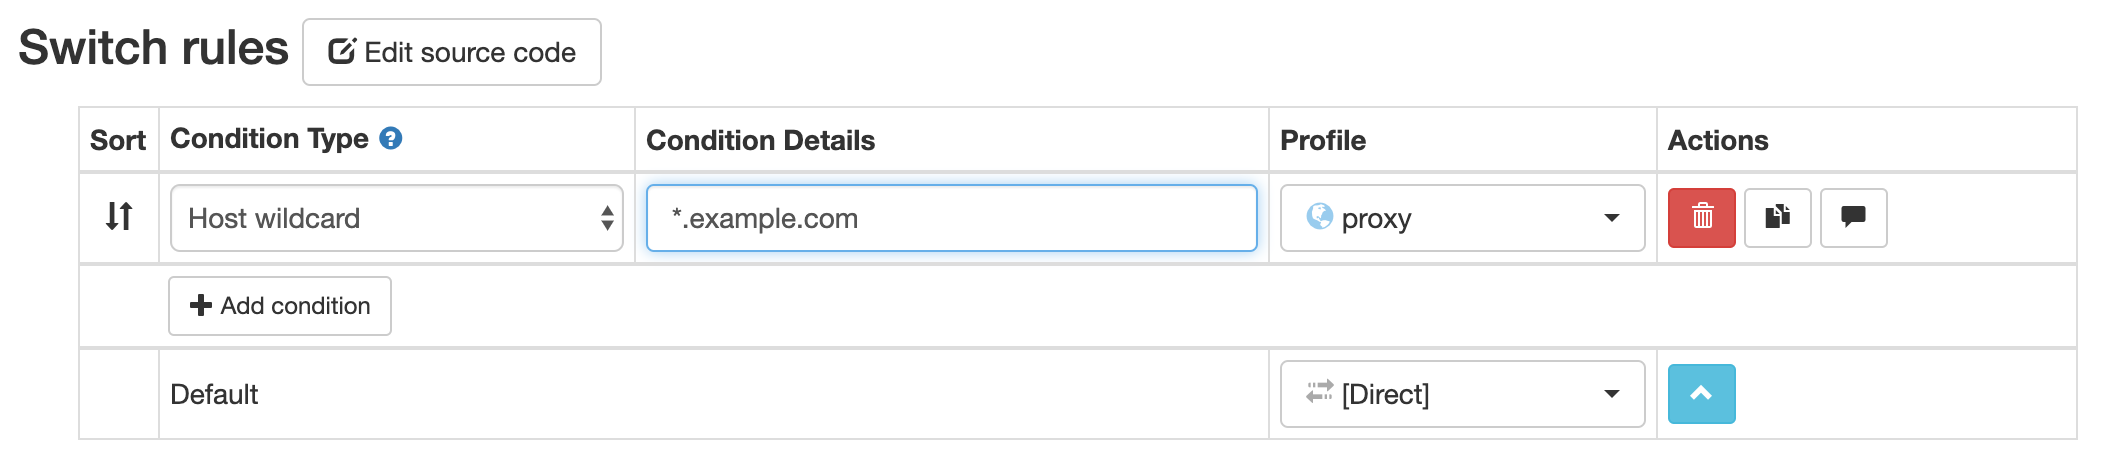 Switch rules Edit source code
Sort Condition Type ? Condition Details Profile Actions
Host wildcard *.example.com proxy
Add condition
Default [Direct]